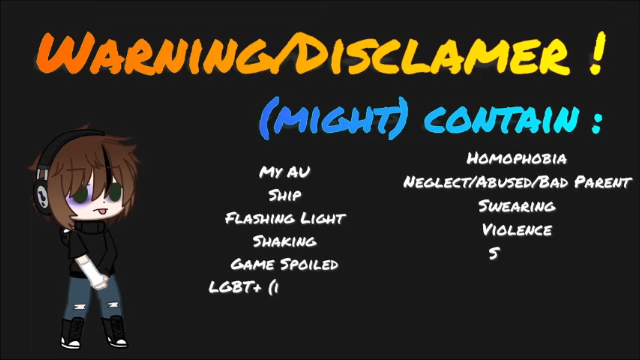 Warning/Disclamer !
(might) contain :
My AU
Ship
Flashing Light
Shaking
Game Spoiled
LGBT+ (i
Homophobia
Neglect/Abused/Bad Parent
Swearing
Violence
S